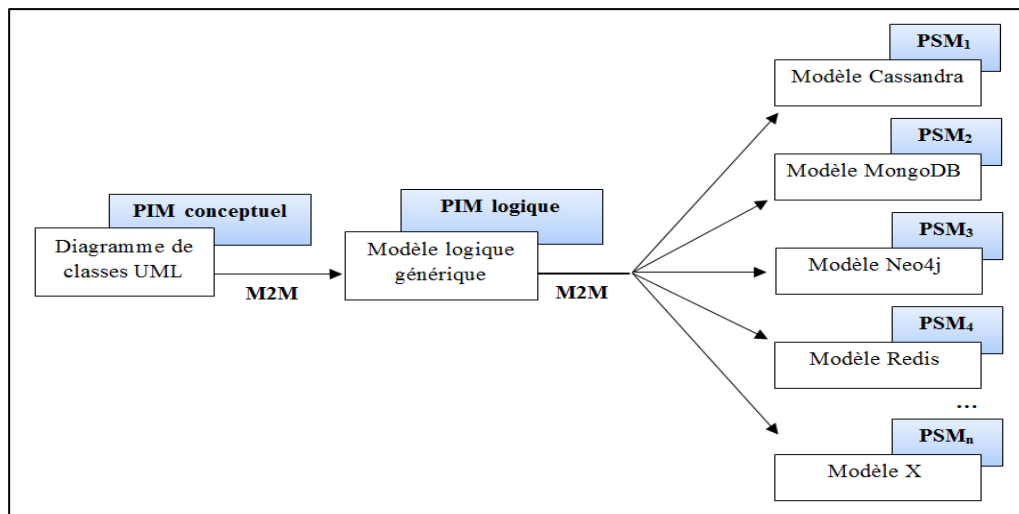 PIM conceptuel
Diagramme de
classes UML
M2M
PIM logique
Modèle logique
générique
M2M
PSM₁
Modèle Cassandra
PSM₂
Modèle MongoDB
PSM₃
Modèle Neo4j
PSM₄
Modèle Redis
...
PSMₙ
Modèle X